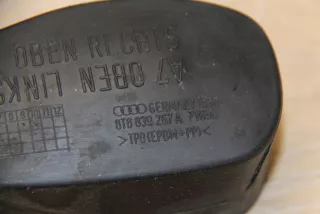 OBEN RECHTS
47 OBEN LINKS
GERMANY
8T8 839 267 A
>TPO(EPDM+PP)<